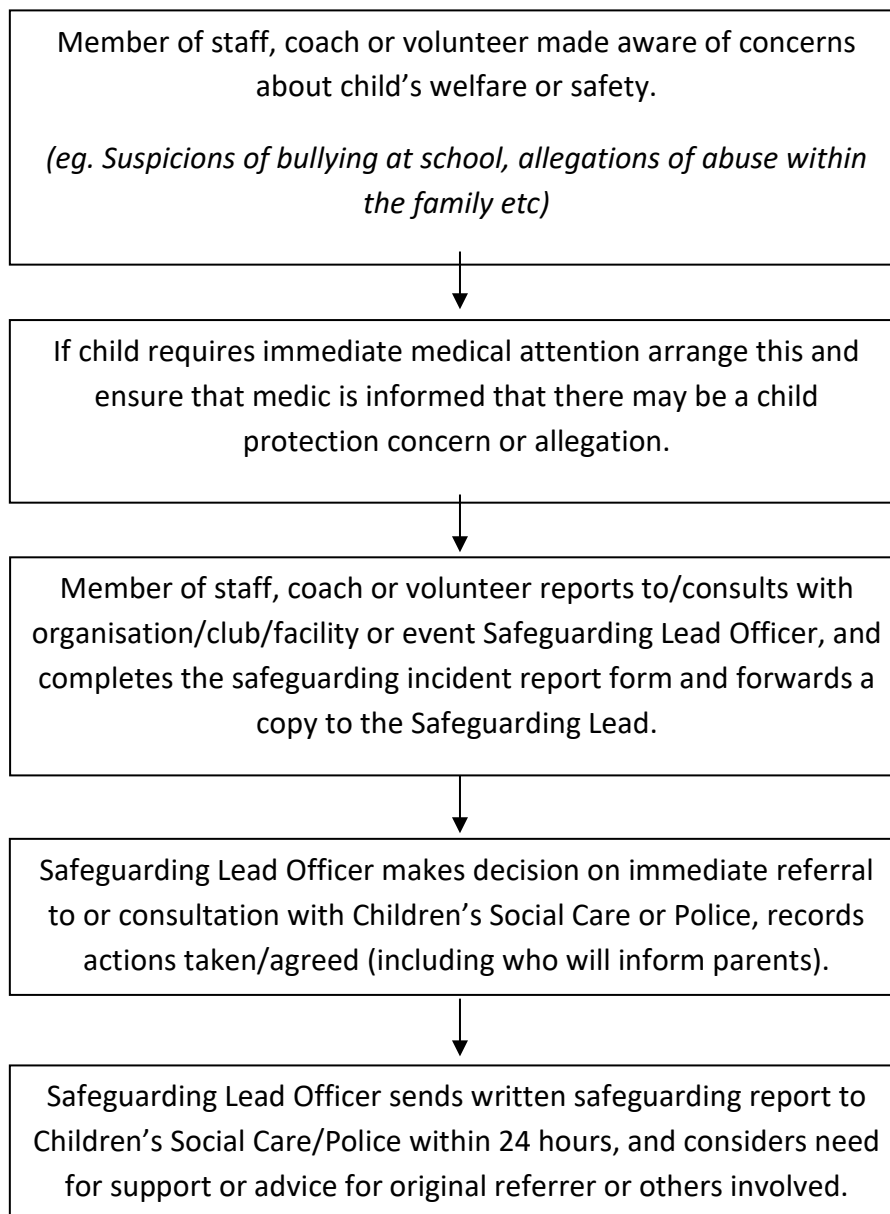 Member of staff, coach or volunteer made aware of concerns
about child’s welfare or safety.
(eg. Suspicions of bullying at school, allegations of abuse within
the family etc)
If child requires immediate medical attention arrange this and
ensure that medic is informed that there may be a child
protection concern or allegation.
Member of staff, coach or volunteer reports to/consults with
organisation/club/facility or event Safeguarding Lead Officer, and
completes the safeguarding incident report form and forwards a
copy to the Safeguarding Lead.
Safeguarding Lead Officer makes decision on immediate referral
to or consultation with Children’s Social Care or Police, records
actions taken/agreed (including who will inform parents).
Safeguarding Lead Officer sends written safeguarding report to
Children’s Social Care/Police within 24 hours, and considers need
for support or advice for original referrer or others involved.